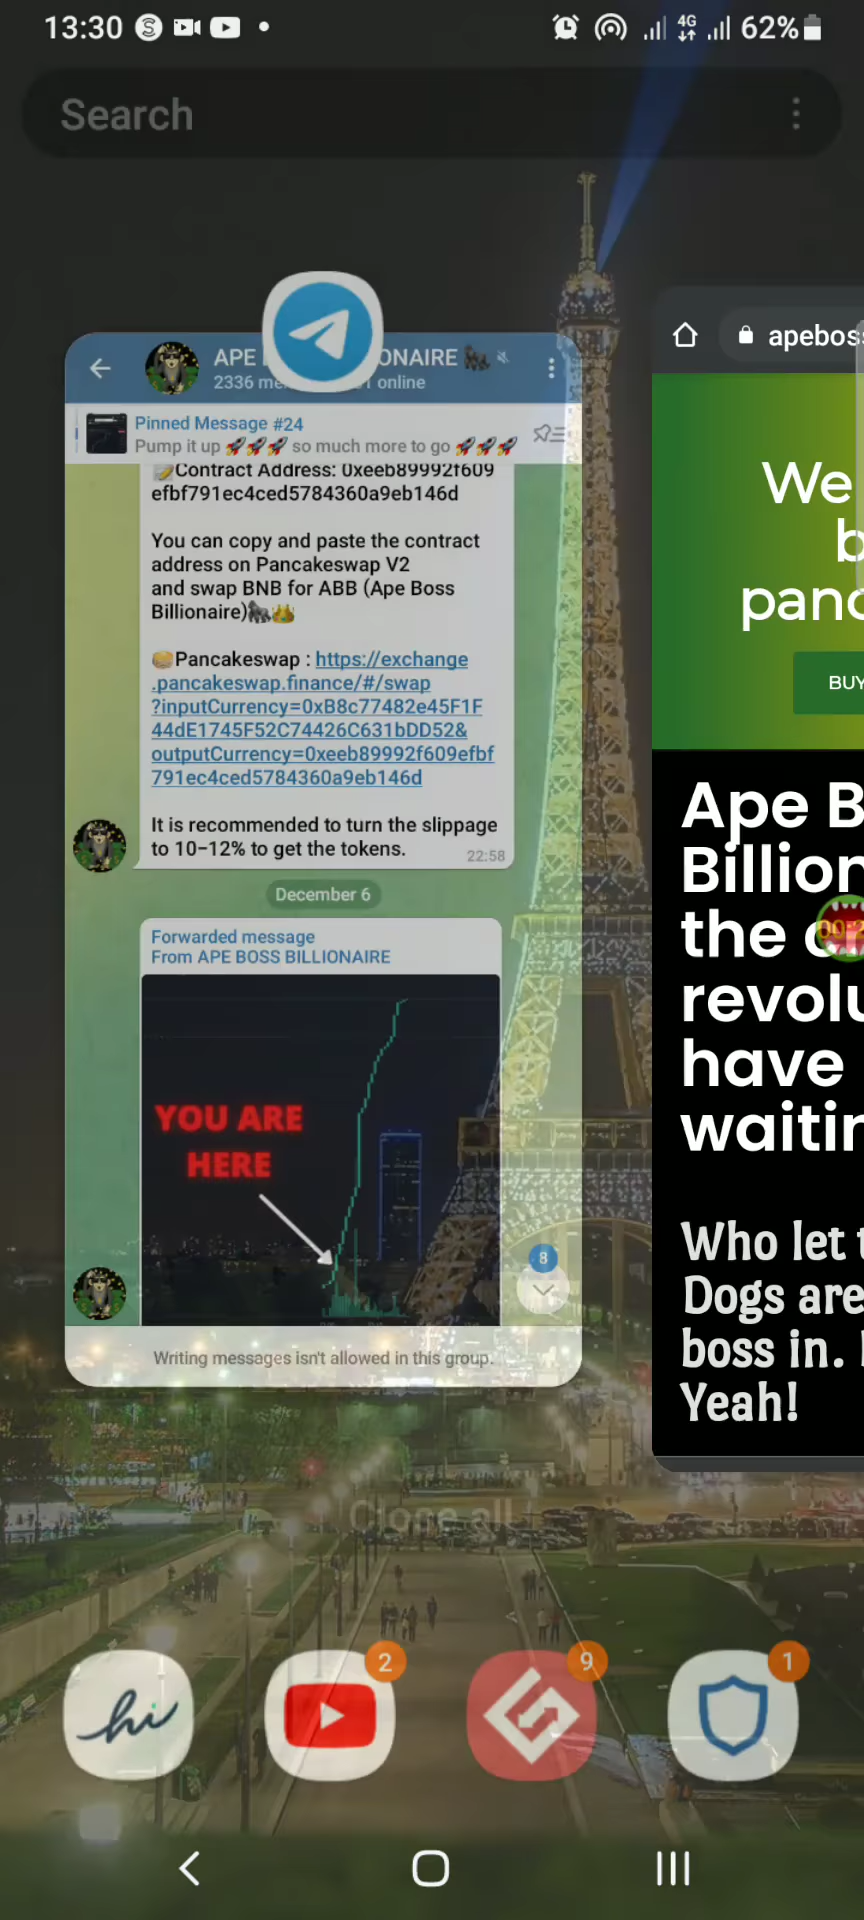 13:30
4G
62%
Search
APE
ONAIRE
2336 me
online
Pinned Message #24
Pump it up 🚀🚀🚀 so much more to go 🚀🚀🚀
📝Contract Address: 0xeeb89992f609
efbf791ec4ced5784360a9eb146d
You can copy and paste the contract
address on Pancakeswap V2
and swap BNB for ABB (Ape Boss
Billionaire)🦍👑
🥞Pancakeswap : https://exchange
.pancakeswap.finance/#/swap
?inputCurrency=0xB8c77482e45F1F
44dE1745F52C74426C631bDD52&
outputCurrency=0xeeb89992f609efbf
791ec4ced5784360a9eb146d
It is recommended to turn the slippage
to 10-12% to get the tokens.
22:58
December 6
Forwarded message
From APE BOSS BILLIONAIRE
YOU ARE
HERE
8
Writing messages isn't allowed in this group.
apebos
We
b
panc
BUY
Ape B
Billion
the
revolu
have
waitin
Who let t
Dogs are
boss in.
Yeah!
Close all
hi
2
9
1